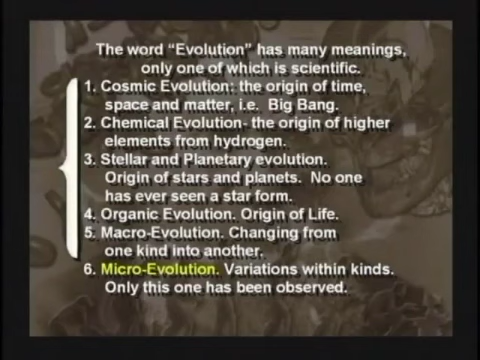 The word “Evolution” has many meanings,
only one of which is scientific.
1. Cosmic Evolution: the origin of time,
space and matter, i.e. Big Bang.
2. Chemical Evolution- the origin of higher
elements from hydrogen.
3. Stellar and Planetary evolution.
Origin of stars and planets. No one
has ever seen a star form.
4. Organic Evolution. Origin of Life.
5. Macro-Evolution. Changing from
one kind into another.
6. Micro-Evolution. Variations within kinds.
Only this one has been observed.